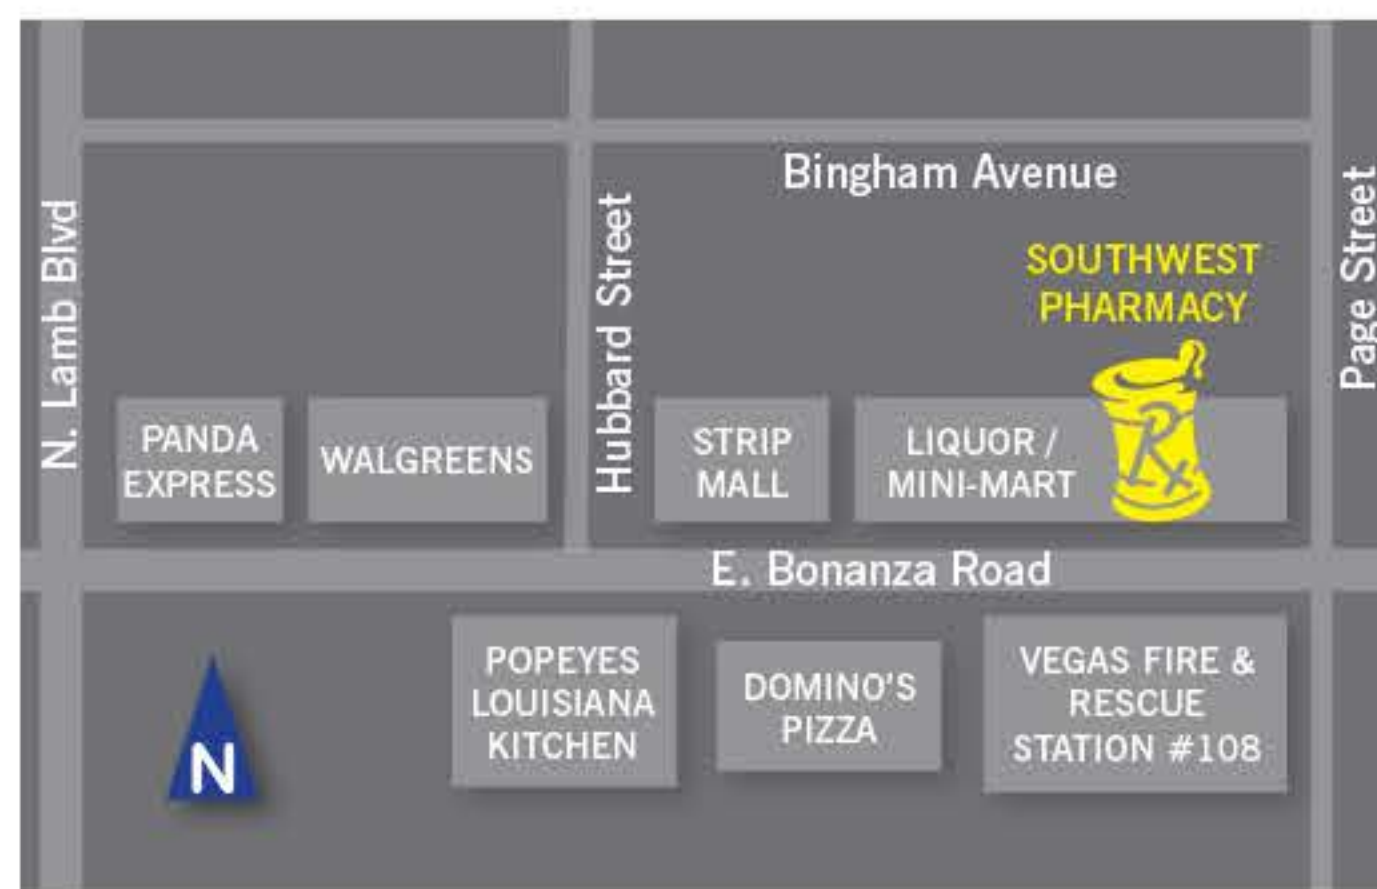 Bingham Avenue
N. Lamb Blvd
Hubbard Street
Page Street
SOUTHWEST
PHARMACY
PANDA
EXPRESS
WALGREENS
STRIP
MALL
LIQUOR /
MINI-MART
Rx
E. Bonanza Road
POPEYES
LOUISIANA
KITCHEN
DOMINO'S
PIZZA
VEGAS FIRE &
RESCUE
STATION #108
N